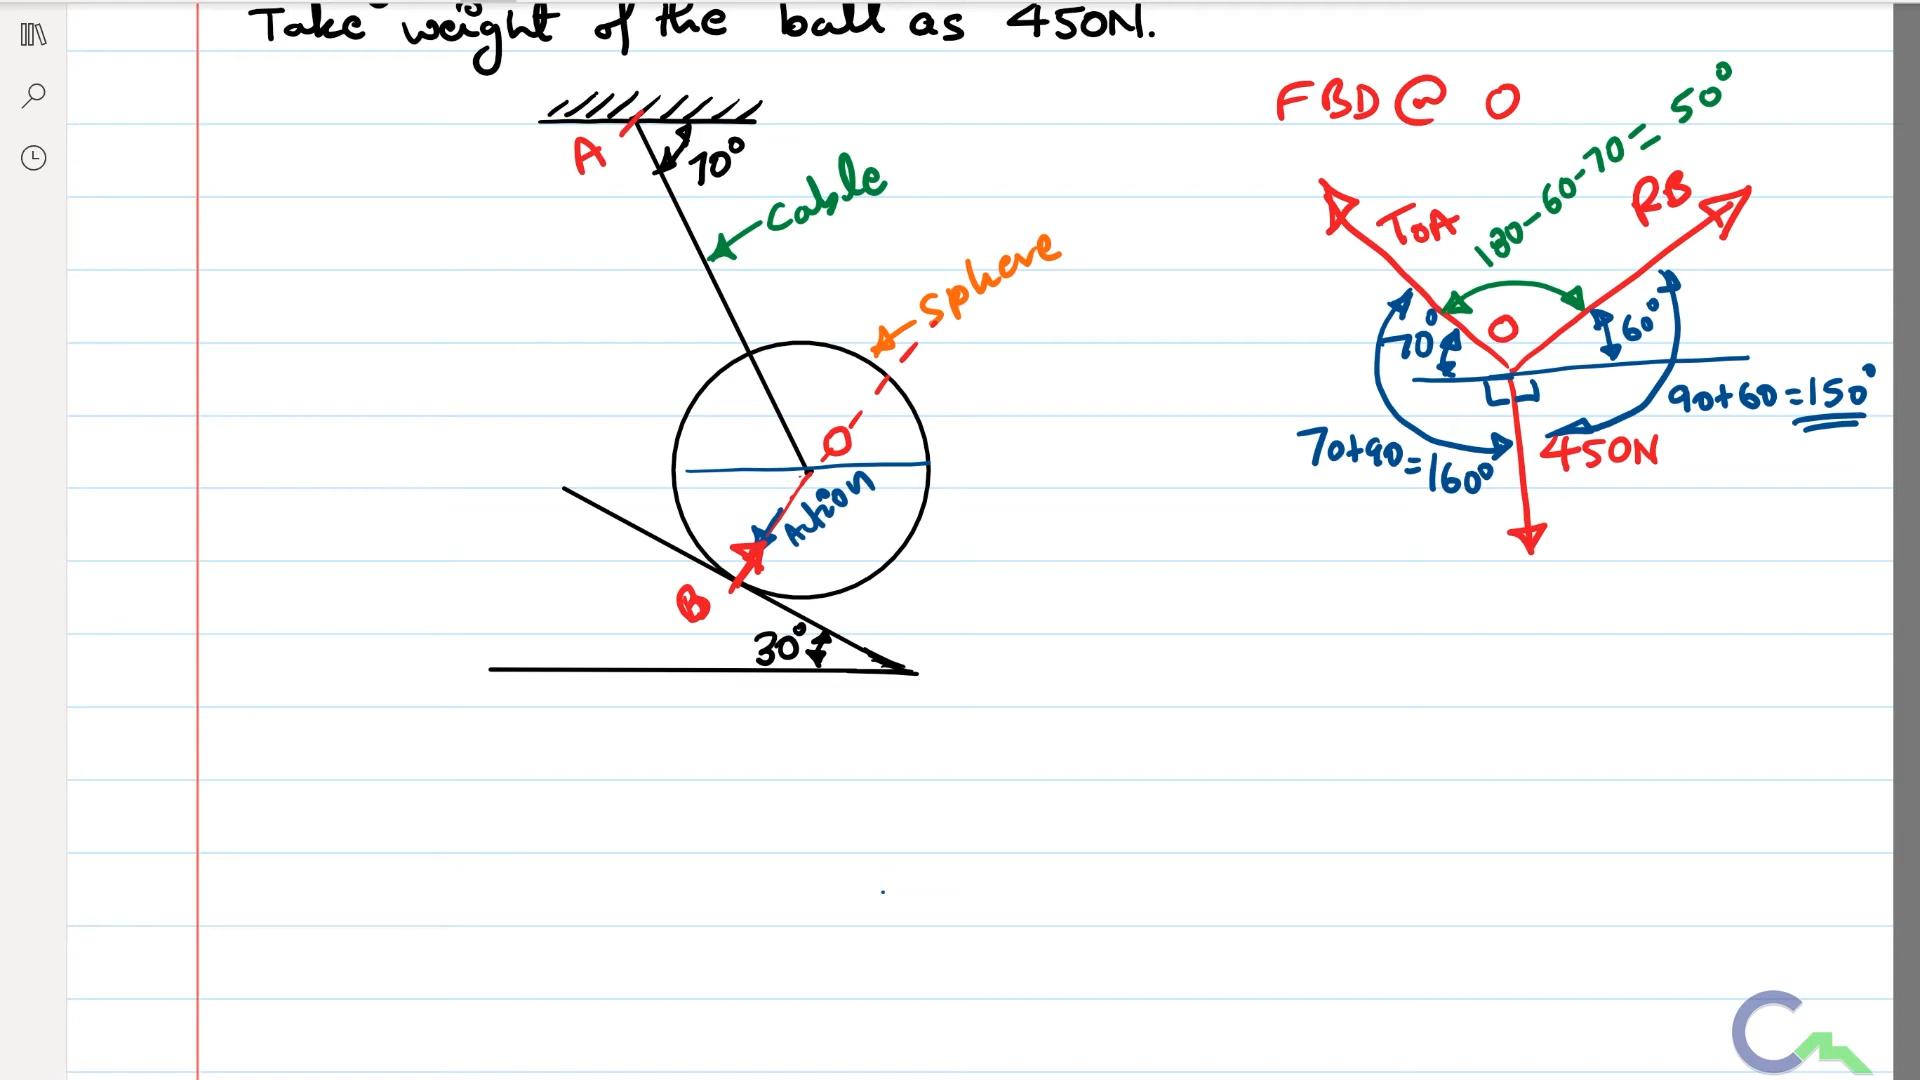 Take weight of the ball as 450N.
A
70°
cable
sphere
O
Action
B
30°
FBD @ O
180-60-70= 50°
TOA
RB
O
70°
60°
90+60=150°
70+90=160°
450N